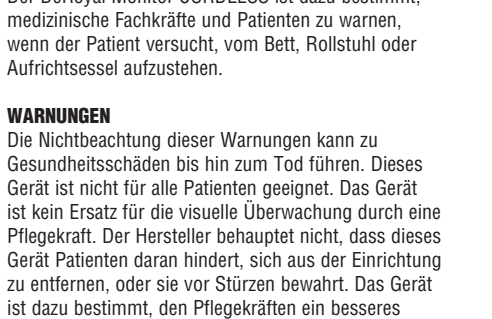 Der DeRoyal Monitor CORDLESS ist dazu bestimmt,
medizinische Fachkräfte und Patienten zu warnen,
wenn der Patient versucht, vom Bett, Rollstuhl oder
Aufrichtsessel aufzustehen.
WARNUNGEN
Die Nichtbeachtung dieser Warnungen kann zu
Gesundheitsschäden bis hin zum Tod führen. Dieses
Gerät ist nicht für alle Patienten geeignet. Das Gerät
ist kein Ersatz für die visuelle Überwachung durch eine
Pflegekraft. Der Hersteller behauptet nicht, dass dieses
Gerät Patienten daran hindert, sich aus der Einrichtung
zu entfernen, oder sie vor Stürzen bewahrt. Das Gerät
ist dazu bestimmt, den Pflegekräften ein besseres